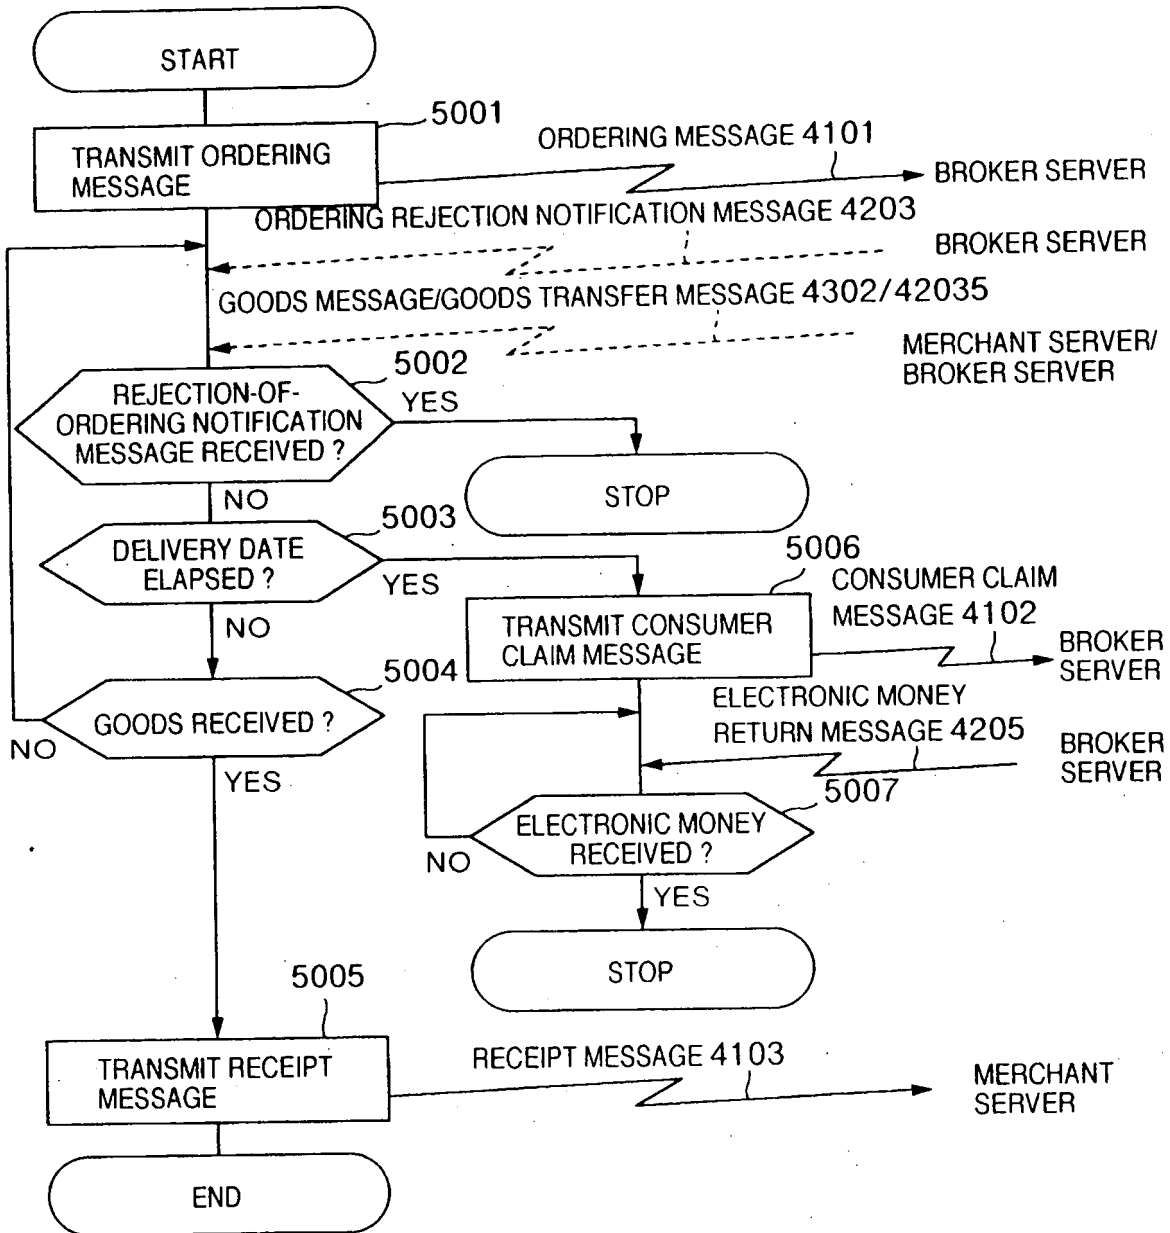 START
5001
TRANSMIT ORDERING
MESSAGE
ORDERING MESSAGE 4101
BROKER SERVER
ORDERING REJECTION NOTIFICATION MESSAGE 4203
BROKER SERVER
GOODS MESSAGE/GOODS TRANSFER MESSAGE 4302/42035
MERCHANT SERVER/
BROKER SERVER
5002
REJECTION-OF-
ORDERING NOTIFICATION
MESSAGE RECEIVED ?
YES
STOP
NO
5003
DELIVERY DATE
ELAPSED ?
YES
5006
TRANSMIT CONSUMER
CLAIM MESSAGE
CONSUMER CLAIM
MESSAGE 4102
BROKER
SERVER
NO
5004
GOODS RECEIVED ?
NO
YES
ELECTRONIC MONEY
RETURN MESSAGE 4205
BROKER
SERVER
5007
ELECTRONIC MONEY
RECEIVED ?
NO
YES
STOP
5005
TRANSMIT RECEIPT
MESSAGE
RECEIPT MESSAGE 4103
MERCHANT
SERVER
END